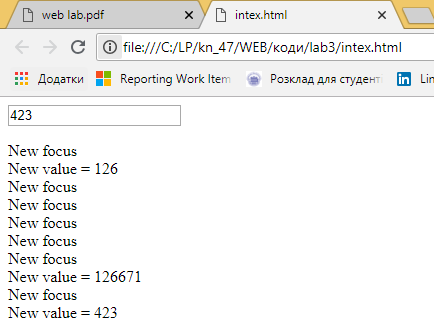 web lab.pdf
intex.html
file:///C:/LP/kn_47/WEB/коди/lab3/intex.html
Додатки
Reporting Work Item
Розклад для студент
Lin
423
New focus
New value = 126
New focus
New focus
New focus
New focus
New focus
New value = 126671
New focus
New value = 423